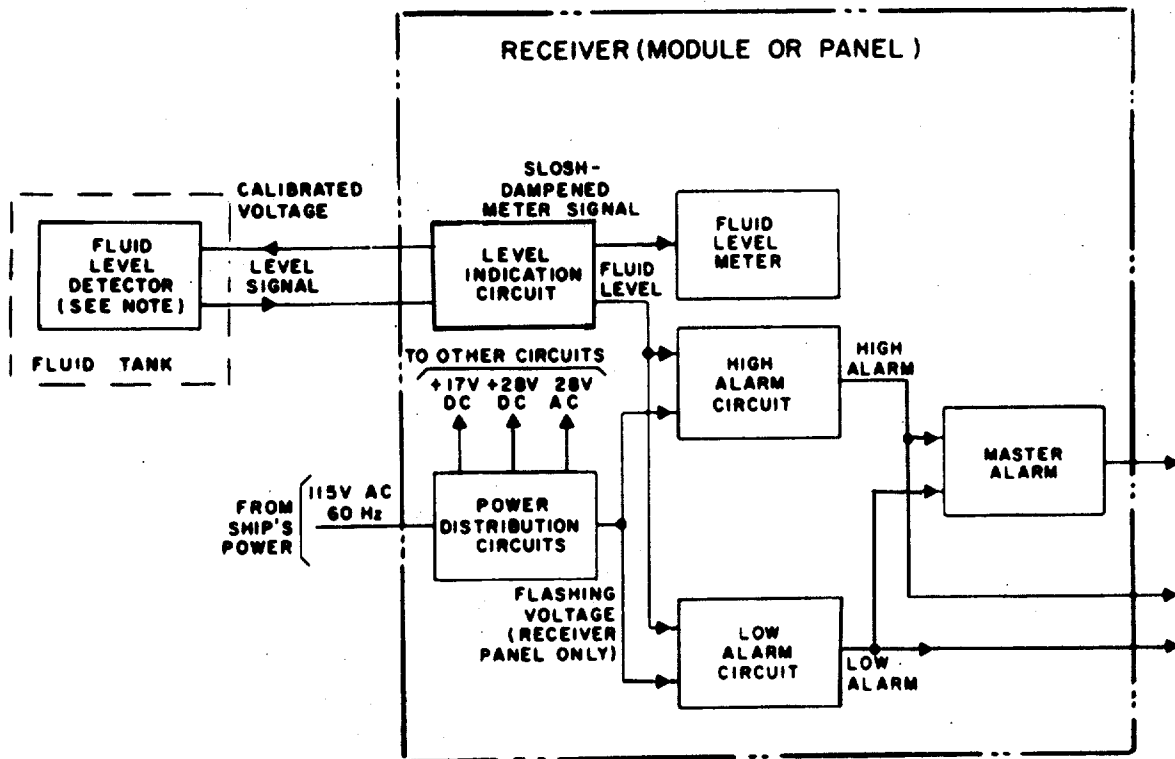 RECEIVER (MODULE OR PANEL)
SLOSH-
DAMPENED
METER SIGNAL
CALIBRATED
VOLTAGE
FLUID
LEVEL
DETECTOR
(SEE NOTE)
LEVEL
SIGNAL
FLUID TANK
LEVEL
INDICATION
CIRCUIT
FLUID
LEVEL
FLUID
LEVEL
METER
TO OTHER CIRCUITS
+17V +28V 28V
DC DC AC
HIGH
ALARM
CIRCUIT
HIGH
ALARM
MASTER
ALARM
FROM
SHIP'S
POWER
115V AC
60 Hz
POWER
DISTRIBUTION
CIRCUITS
FLASHING
VOLTAGE
(RECEIVER
PANEL ONLY)
LOW
ALARM
CIRCUIT
LOW
ALARM